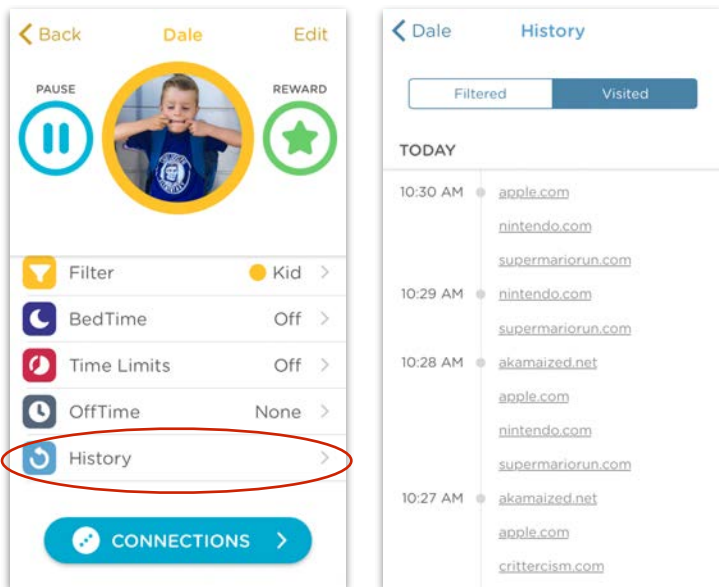 Back Dale Edit
PAUSE
REWARD
Filter Kid
BedTime Off
Time Limits Off
OffTime None
History
CONNECTIONS
Dale History
Filtered Visited
TODAY
10:30 AM apple.com
nintendo.com
supermariorun.com
10:29 AM nintendo.com
supermariorun.com
10:28 AM akamaized.net
apple.com
nintendo.com
supermariorun.com
10:27 AM akamaized.net
apple.com
crittercism.com